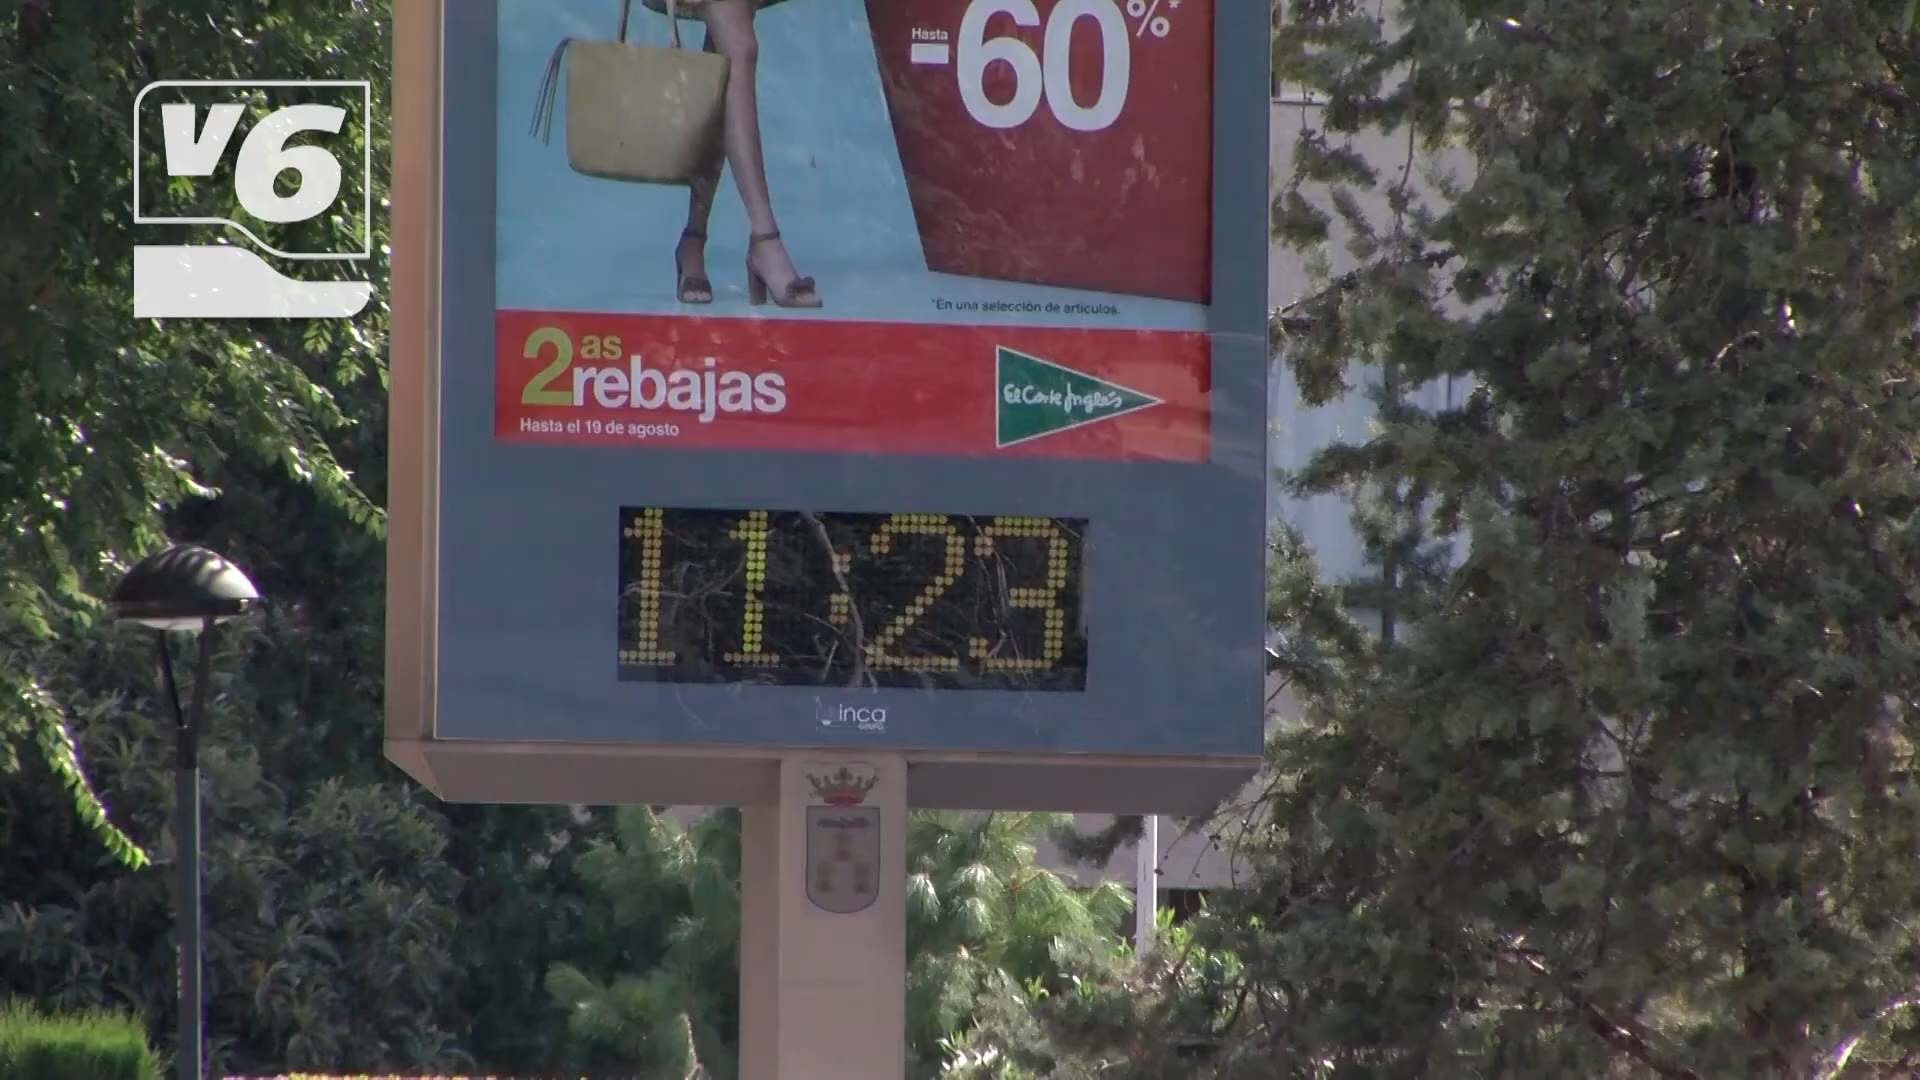 v6
Hasta
-60%*
*En una selección de artículos.
2as rebajas
Hasta el 19 de agosto
El Corte Inglés
11:23
inca
GRUPO